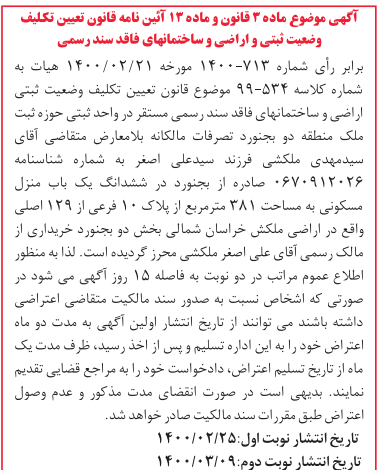 آگهی موضوع ماده ۳ قانون و ماده ۱۳ آئین نامه قانون تعیین تکلیف
وضعیت ثبتی و اراضی و ساختمانهای فاقد سند رسمی
برابر رأی شماره ۷۱۳-۱۴۰۰ مورخه ۱۴۰۰/۰۲/۲۱ هیات به
شماره کلاسه ۵۳۴-۹۹ موضوع قانون تعیین تکلیف وضعیت ثبتی
اراضی و ساختمانهای فاقد سند رسمی مستقر در واحد ثبتی حوزه ثبت
ملک منطقه دو بجنورد تصرفات مالکانه بلامعارض متقاضی آقای
سیدمهدی ملکشی فرزند سیدعلی اصغر به شماره شناسنامه
۰۶۷۰۹۱۲۰۲۶ صادره از بجنورد در ششدانگ یک باب منزل
مسکونی به مساحت ۳۸۱ مترمربع از پلاک ۱۰ فرعی از ۱۲۹ اصلی
واقع در اراضی ملکش خراسان شمالی بخش دو بجنورد خریداری از
مالک رسمی آقای علی اصغر ملکشی محرز گردیده است. لذا به منظور
اطلاع عموم مراتب در دو نوبت به فاصله ۱۵ روز آگهی می شود در
صورتی که اشخاص نسبت به صدور سند مالکیت متقاضی اعتراضی
داشته باشند می توانند از تاریخ انتشار اولین آگهی به مدت دو ماه
اعتراض خود را به این اداره تسلیم و پس از اخذ رسید، ظرف مدت یک
ماه از تاریخ تسلیم اعتراض، دادخواست خود را به مراجع قضایی تقدیم
نمایند. بدیهی است در صورت انقضای مدت مذکور و عدم وصول
اعتراض طبق مقررات سند مالکیت صادر خواهد شد.
تاریخ انتشار نوبت اول:۱۴۰۰/۰۲/۲۵
تاریخ انتشار نوبت دوم:۱۴۰۰/۰۳/۰۹